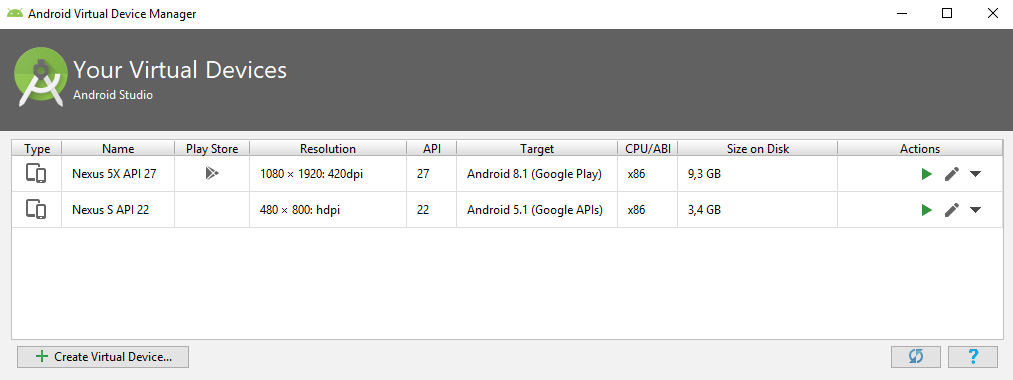 Android Virtual Device Manager
Your Virtual Devices
Android Studio
Type Name Play Store Resolution API Target CPU/ABI Size on Disk Actions
Nexus 5X API 27 1080 × 1920: 420dpi 27 Android 8.1 (Google Play) x86 9,3 GB
Nexus S API 22 480 × 800: hdpi 22 Android 5.1 (Google APIs) x86 3,4 GB
+ Create Virtual Device... ?